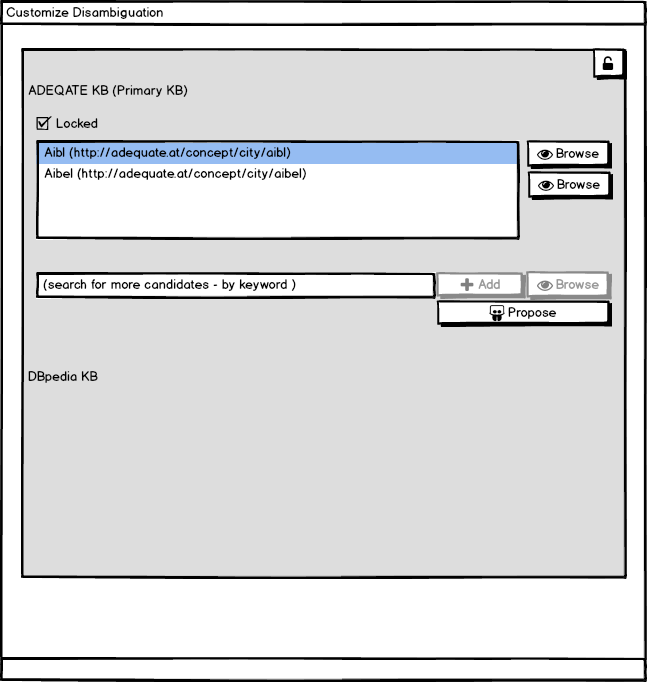 Customize Disambiguation
ADEQATE KB (Primary KB)
Locked
Aibl (http://adequate.at/concept/city/aibl)
Browse
Aibel (http://adequate.at/concept/city/aibel)
Browse
(search for more candidates - by keyword )
Add
Browse
Propose
DBpedia KB